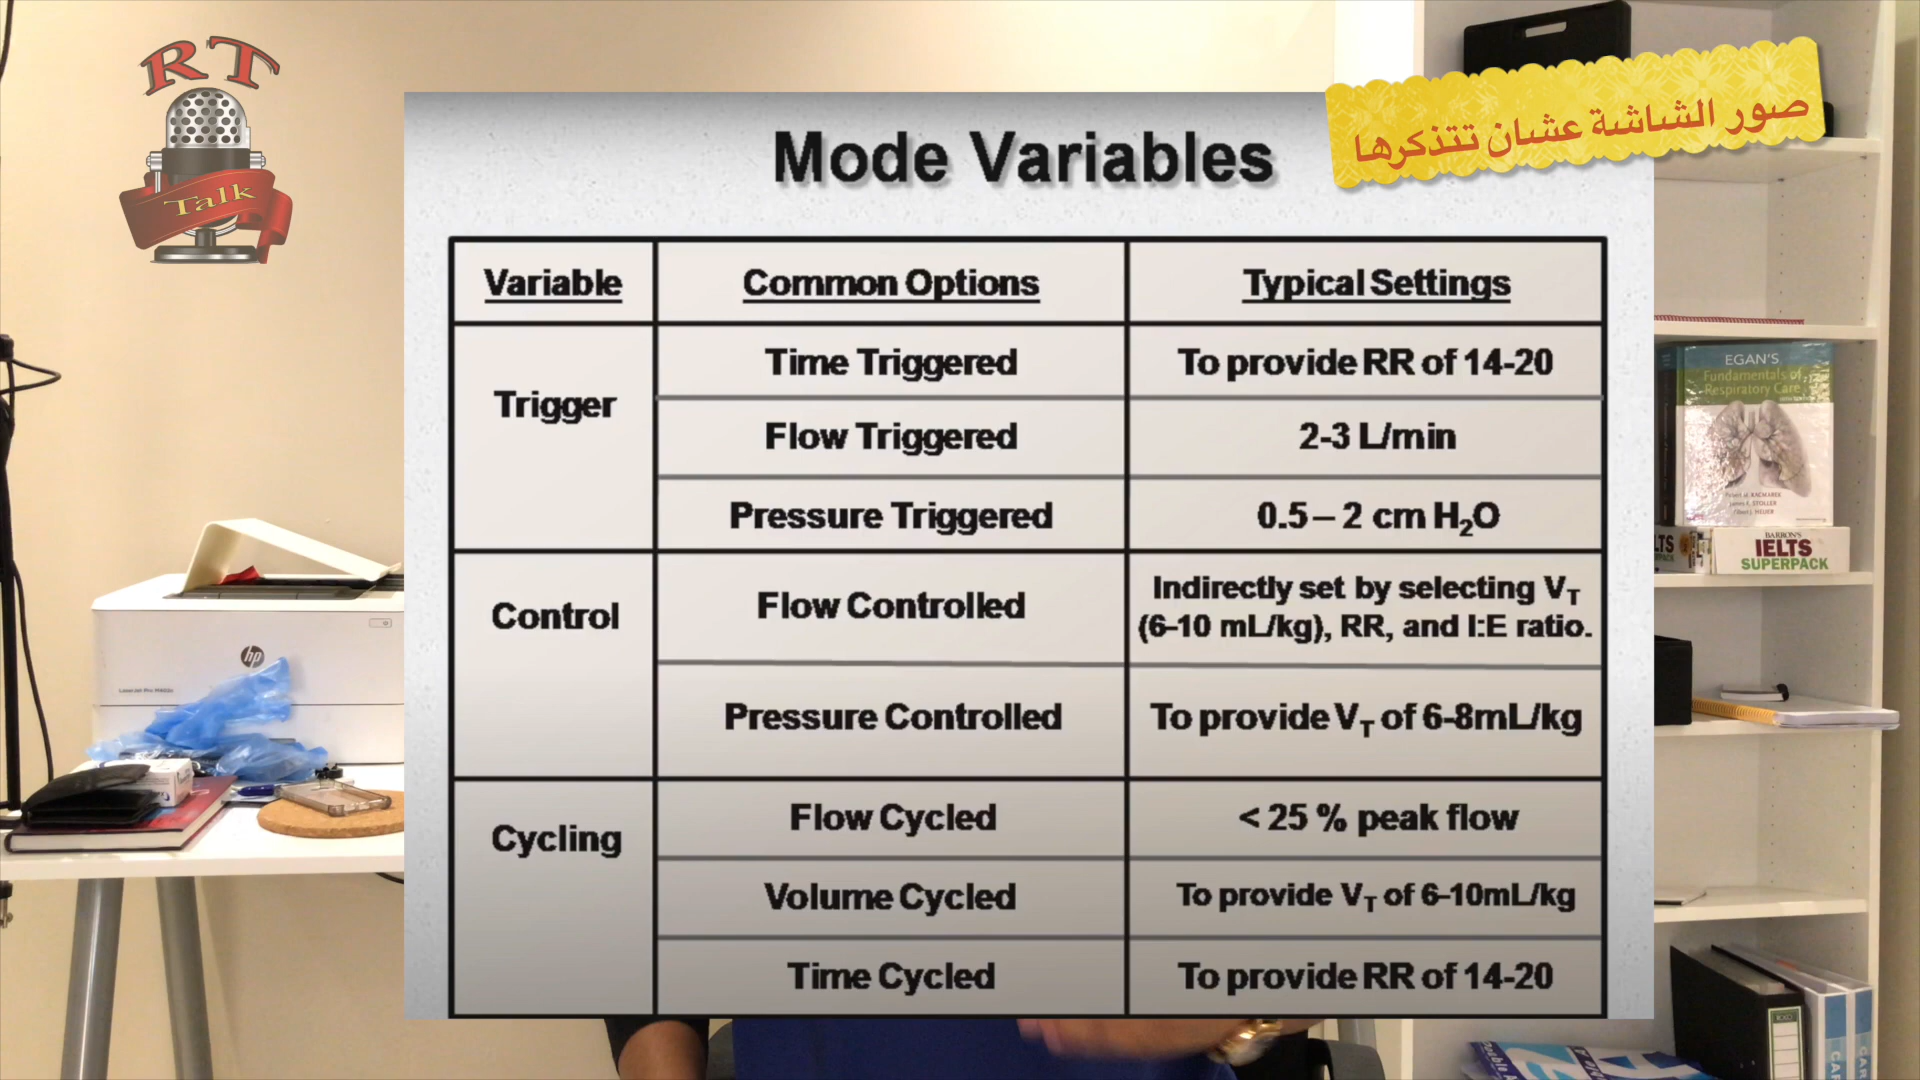 RT
Talk
صور الشاشة عشان تتذكرها
Mode Variables
Variable
Common Options
Typical Settings
Trigger
Time Triggered
To provide RR of 14-20
Flow Triggered
2-3 L/min
Pressure Triggered
0.5 – 2 cm H₂O
Control
Flow Controlled
Indirectly set by selecting V_T
(6-10 mL/kg), RR, and I:E ratio.
Pressure Controlled
To provide V_T of 6-8mL/kg
Cycling
Flow Cycled
< 25 % peak flow
Volume Cycled
To provide V_T of 6-10mL/kg
Time Cycled
To provide RR of 14-20
hp
EGAN'S
Fundamentals of
Respiratory Care
BARRON'S
IELTS
SUPERPACK